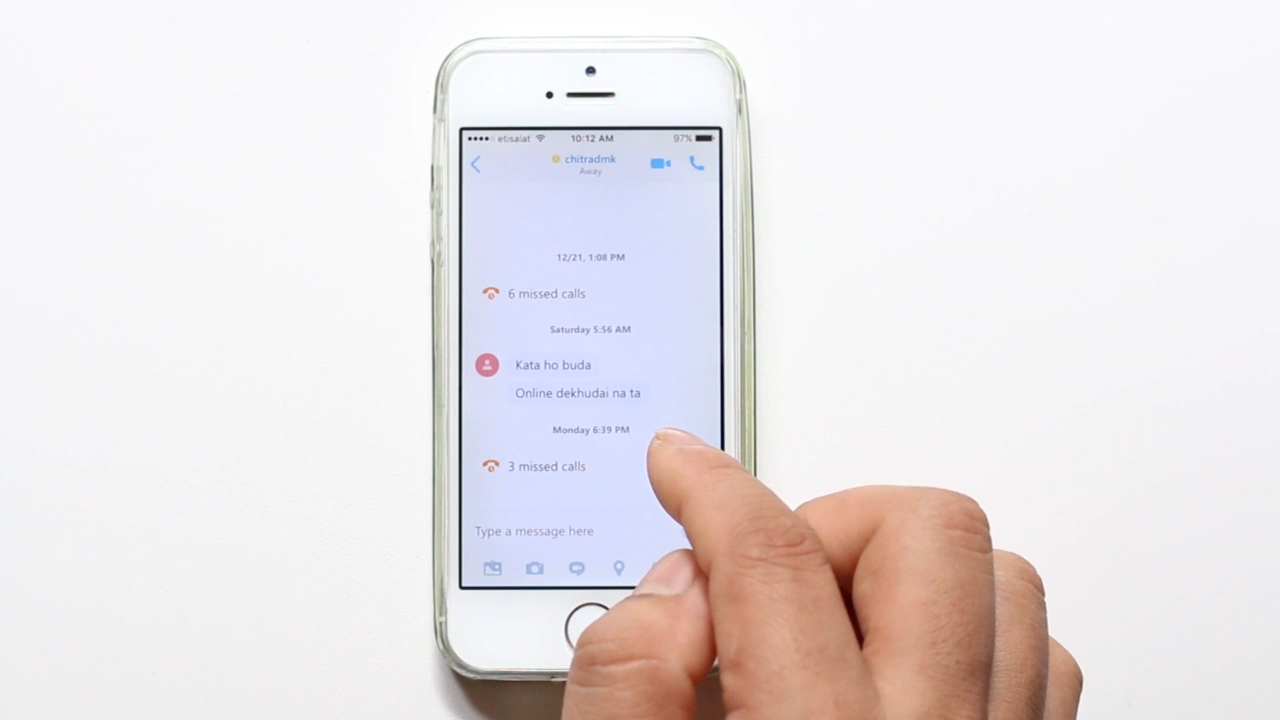 etisalat 10:12 AM 97%
chitradmk
Away
12/21, 1:08 PM
6 missed calls
Saturday 5:56 AM
Kata ho buda
Online dekhudai na ta
Monday 6:39 PM
3 missed calls
Type a message here